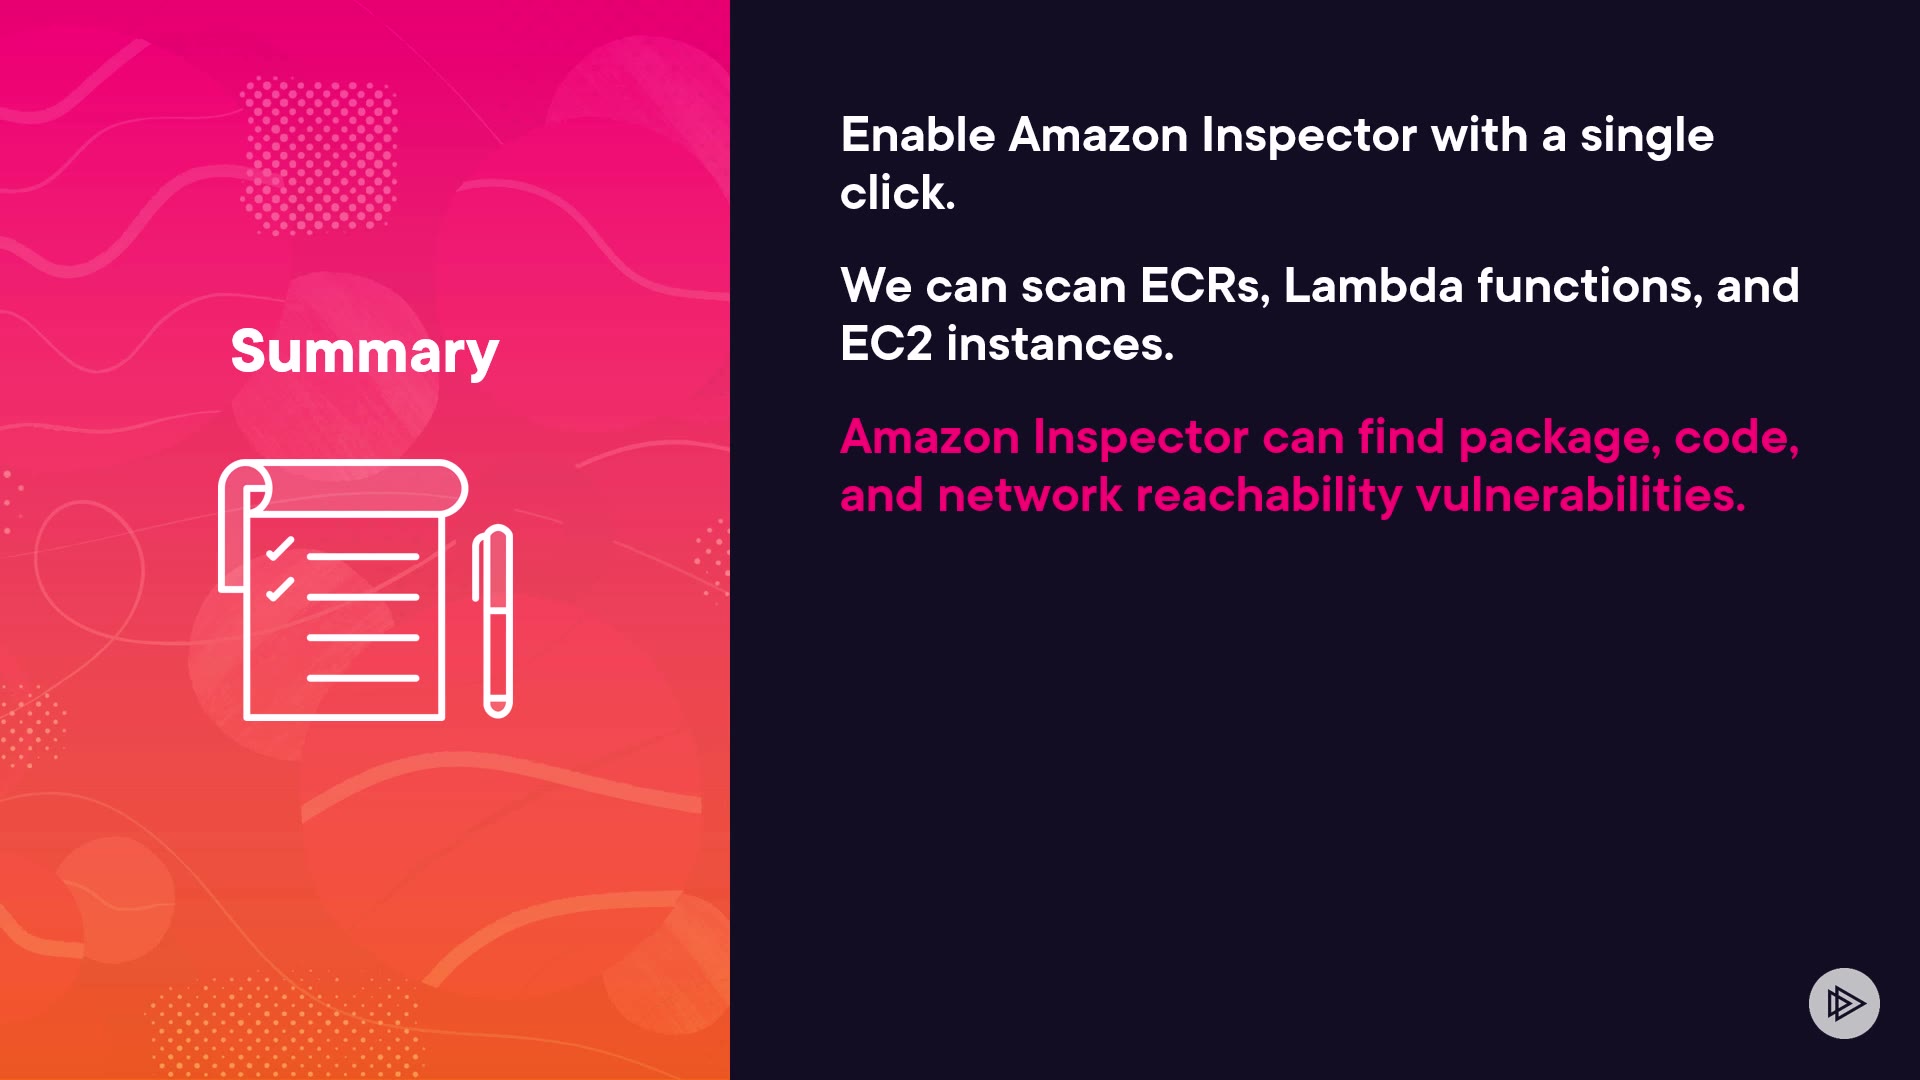 Summary
Enable Amazon Inspector with a single
click.
We can scan ECRs, Lambda functions, and
EC2 instances.
Amazon Inspector can find package, code,
and network reachability vulnerabilities.